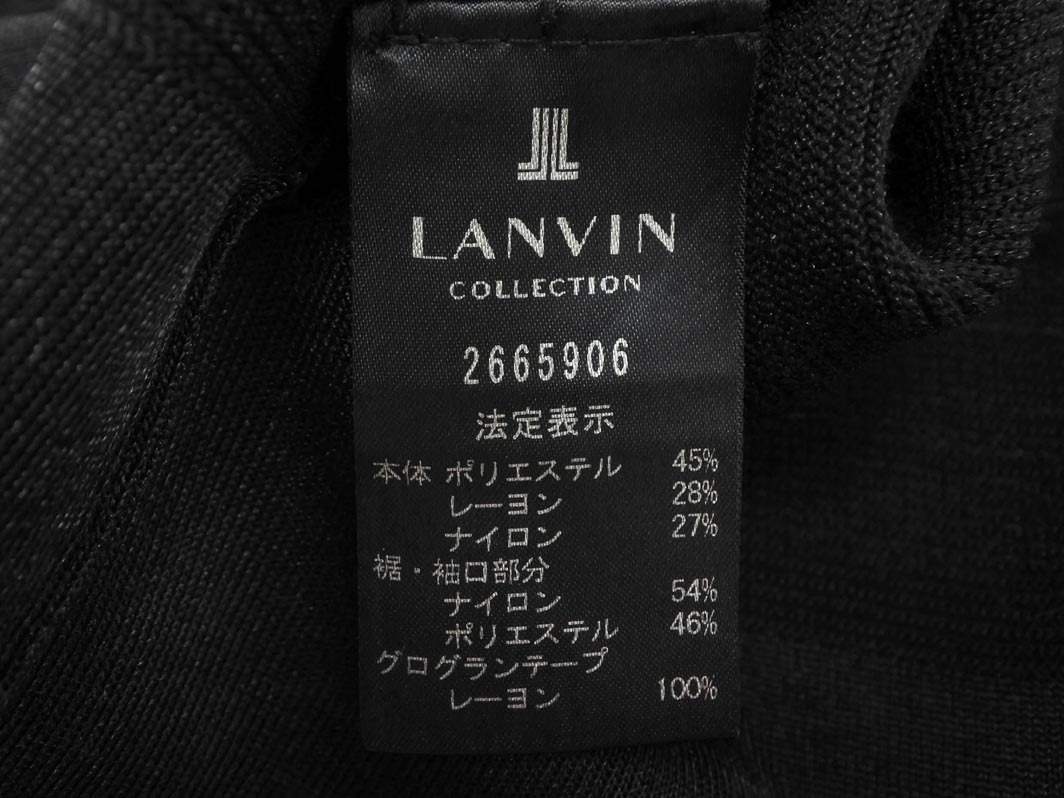 LANVIN
COLLECTION
2665906
法定表示
本体 ポリエステル 45%
レーヨン 28%
ナイロン 27%
裾・袖口部分
ナイロン 54%
ポリエステル 46%
グログランテープ
レーヨン 100%